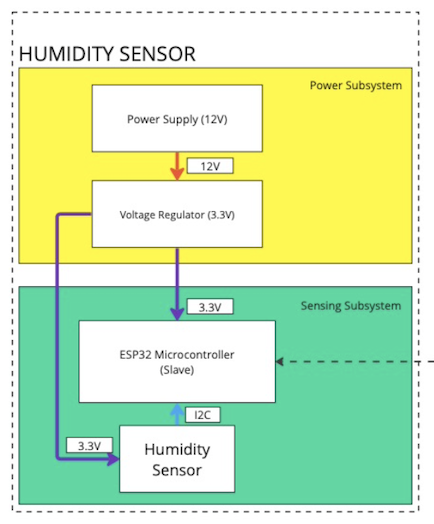 HUMIDITY SENSOR
Power Subsystem
Power Supply (12V)
12V
Voltage Regulator (3.3V)
3.3V
Sensing Subsystem
ESP32 Microcontroller
(Slave)
I2C
3.3V
Humidity
Sensor